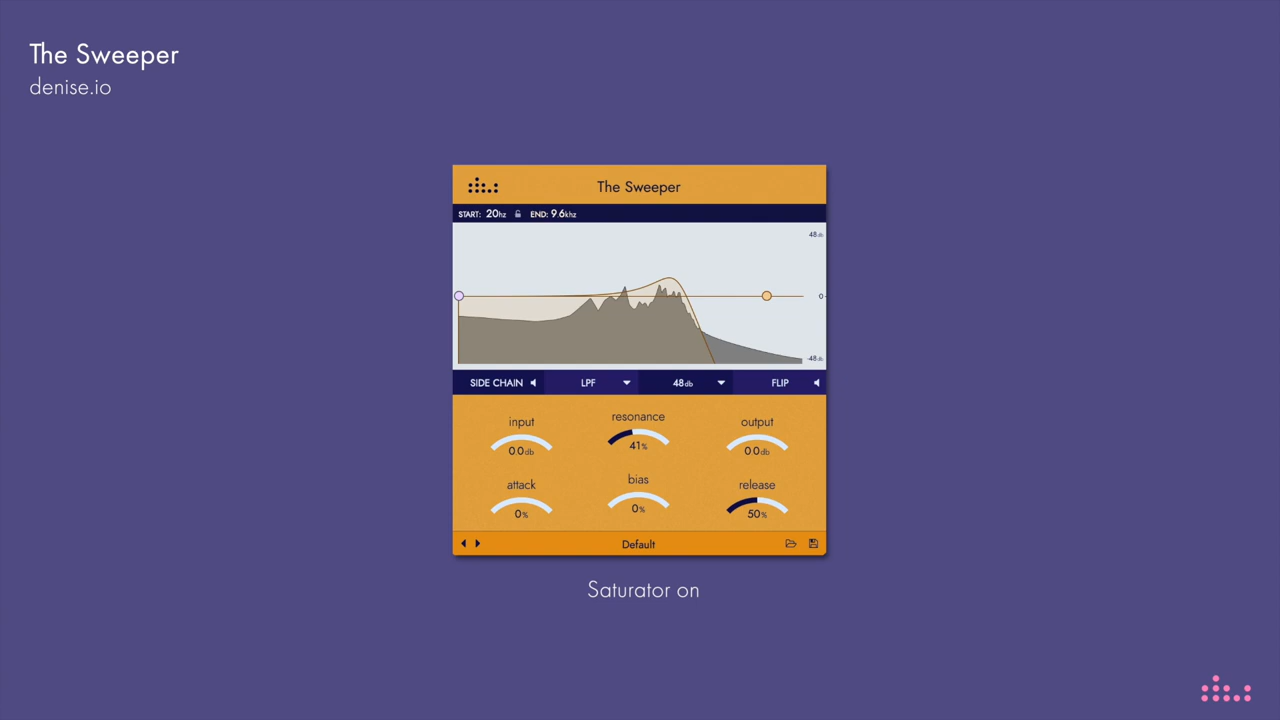 The Sweeper
denise.io
The Sweeper
START: 20hz END: 9.6khz
48db
0
-48db
SIDE CHAIN LPF 48db FLIP
input resonance output
0.0db 41% 0.0db
attack bias release
0% 0% 50%
Default
Saturator on